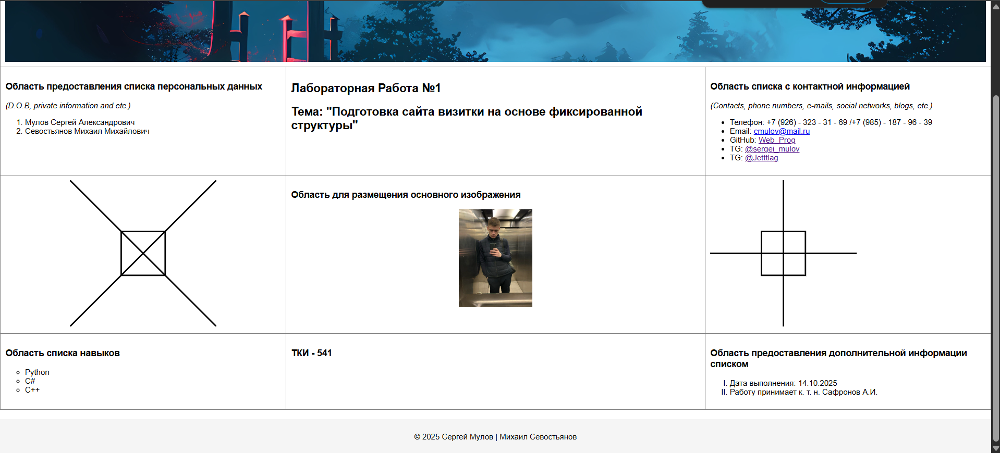 Область предоставления списка персональных данных
(D.O.B, private information and etc.)
1. Мулов Сергей Александрович
2. Севостьянов Михаил Михайлович
Лабораторная Работа №1
Тема: "Подготовка сайта визитки на основе фиксированной
структуры"
Область списка с контактной информацией
(Contacts, phone numbers, e-mails, social networks, blogs, etc.)
Телефон: +7 (926) - 323 - 31 - 69 /+7 (985) - 187 - 96 - 39
Email: cmulov@mail.ru
GitHub: Web_Prog
TG: @sergei_mulov
TG: @Jetttlag
Область для размещения основного изображения
Область списка навыков
Python
C#
C++
ТКИ - 541
Область предоставления дополнительной информации
списком
I. Дата выполнения: 14.10.2025
II. Работу принимает к. т. н. Сафронов А.И.
© 2025 Сергей Мулов | Михаил Севостьянов